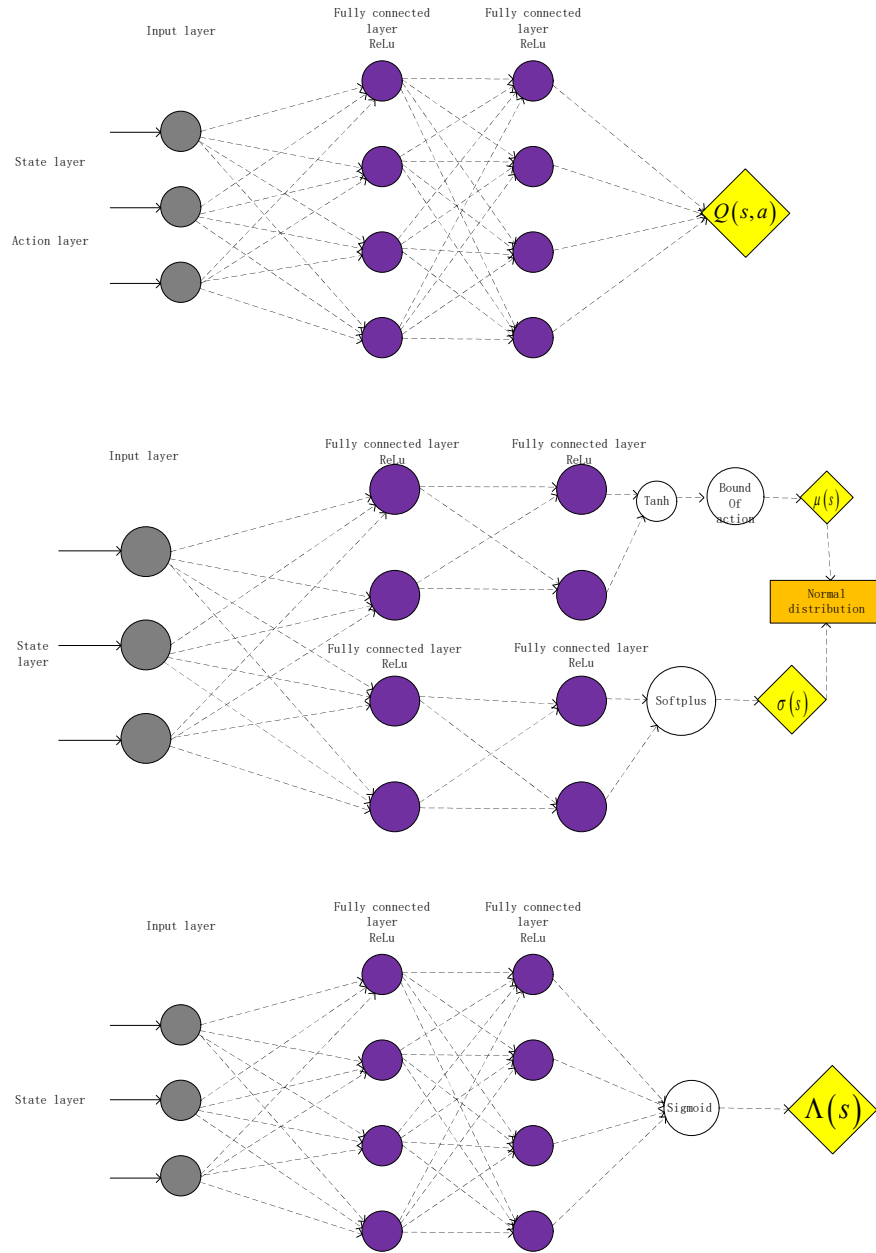 Input layer
Fully connected
layer
ReLu
Fully connected
layer
ReLu
State layer
Action layer
Q(s,a)
Input layer
Fully connected layer
ReLu
Fully connected layer
ReLu
Tanh
Bound
Of
action
μ(s)
Normal
distribution
State
layer
Fully connected layer
ReLu
Fully connected layer
ReLu
Softplus
σ(s)
Input layer
Fully connected
layer
ReLu
Fully connected
layer
ReLu
State layer
Sigmoid
Λ(s)